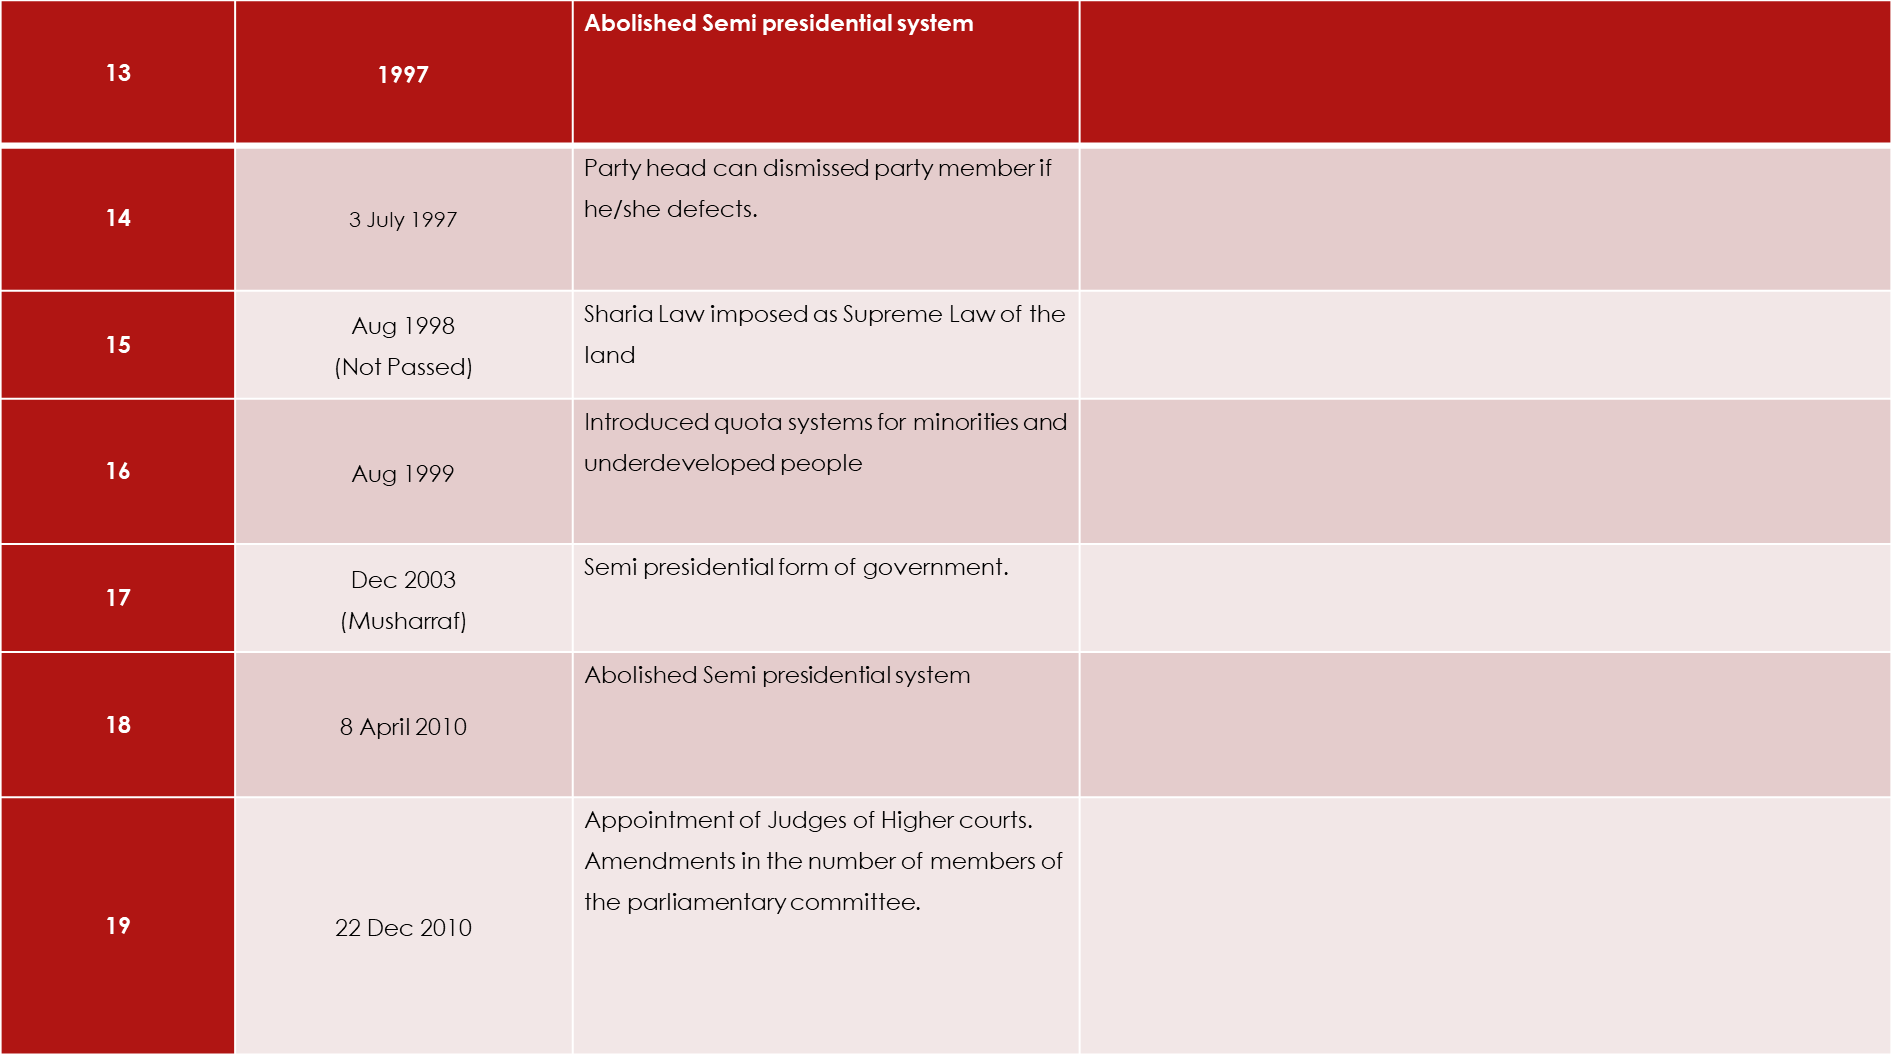 13
1997
Abolished Semi presidential system
14
3 July 1997
Party head can dismissed party member if
he/she defects.
15
Aug 1998
(Not Passed)
Sharia Law imposed as Supreme Law of the
land
16
Aug 1999
Introduced quota systems for minorities and
underdeveloped people
17
Dec 2003
(Musharraf)
Semi presidential form of government.
18
8 April 2010
Abolished Semi presidential system
19
22 Dec 2010
Appointment of Judges of Higher courts.
Amendments in the number of members of
the parliamentary committee.